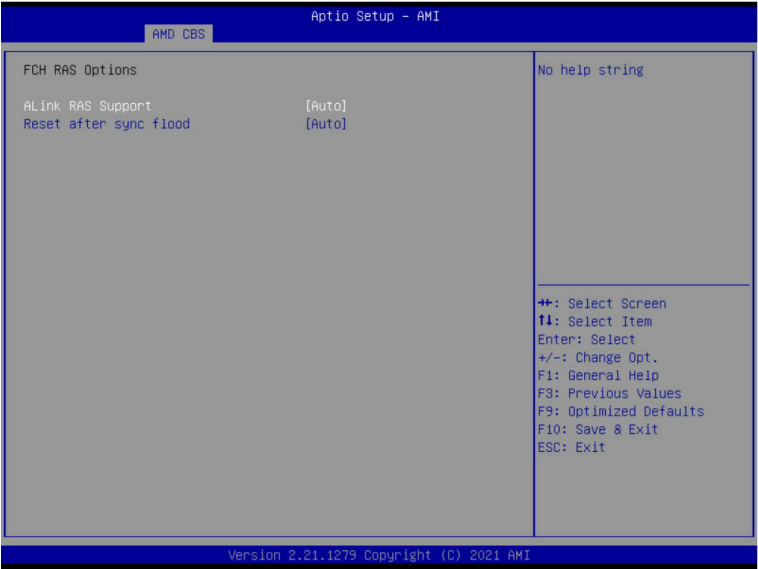 Aptio Setup – AMI
AMD CBS
FCH RAS Options
No help string
ALink RAS Support [Auto]
Reset after sync flood [Auto]
→←: Select Screen
↑↓: Select Item
Enter: Select
+/-: Change Opt.
F1: General Help
F3: Previous Values
F9: Optimized Defaults
F10: Save & Exit
ESC: Exit
Version 2.21.1279 Copyright (C) 2021 AMI